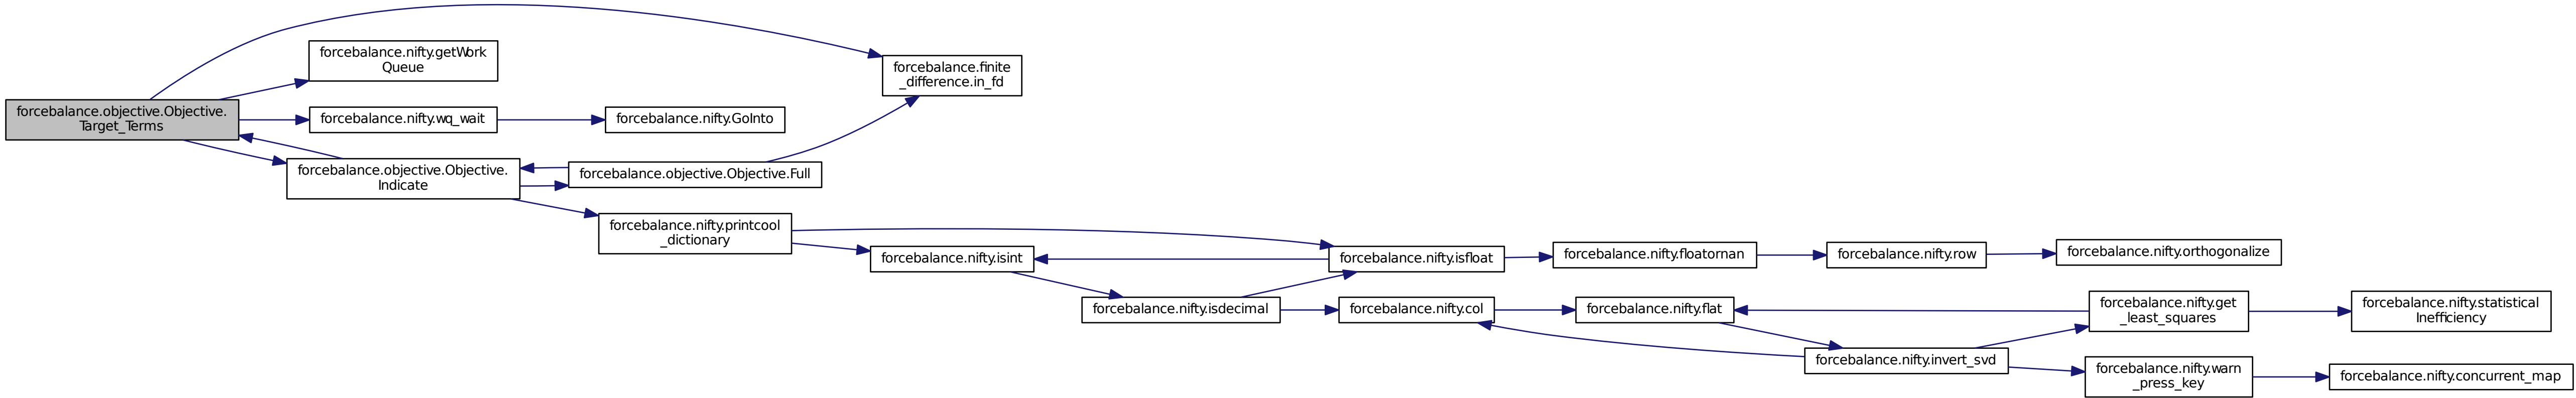 forcebalance.objective.Objective.
Target_Terms
forcebalance.nifty.getWork
Queue
forcebalance.nifty.wq_wait
forcebalance.objective.Objective.
Indicate
forcebalance.nifty.GoInto
forcebalance.objective.Objective.Full
forcebalance.nifty.printcool
_dictionary
forcebalance.finite
_difference.in_fd
forcebalance.nifty.isint
forcebalance.nifty.isdecimal
forcebalance.nifty.isfloat
forcebalance.nifty.col
forcebalance.nifty.floatornan
forcebalance.nifty.flat
forcebalance.nifty.row
forcebalance.nifty.invert_svd
forcebalance.nifty.orthogonalize
forcebalance.nifty.get
_least_squares
forcebalance.nifty.warn
_press_key
forcebalance.nifty.statistical
Inefficiency
forcebalance.nifty.concurrent_map